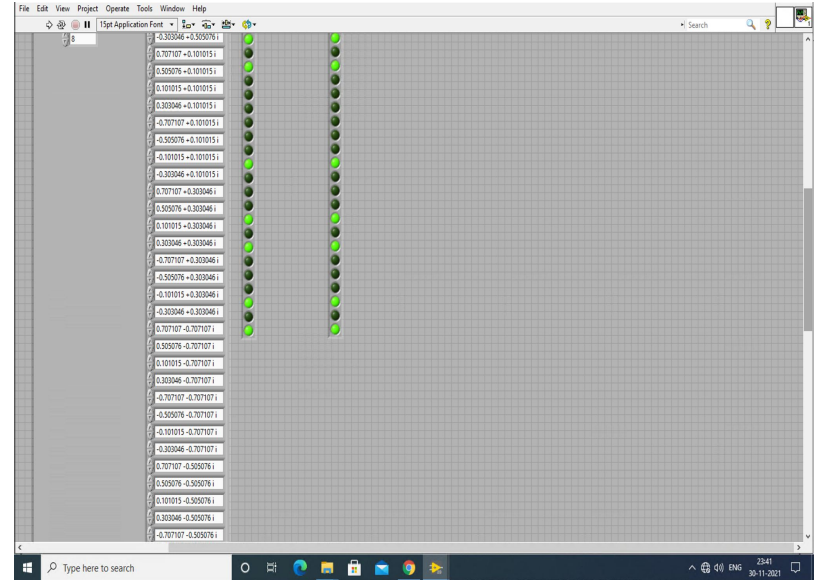 File Edit View Project Operate Tools Window Help
15pt Application Font
Search
8
-0.303046 +0.505076 i
0.707107 +0.101015 i
0.505076 +0.101015 i
0.101015 +0.101015 i
0.303046 +0.101015 i
-0.707107 +0.101015 i
-0.505076 +0.101015 i
-0.101015 +0.101015 i
-0.303046 +0.101015 i
0.707107 +0.303046 i
0.505076 +0.303046 i
0.101015 +0.303046 i
0.303046 +0.303046 i
-0.707107 +0.303046 i
-0.505076 +0.303046 i
-0.101015 +0.303046 i
-0.303046 +0.303046 i
0.707107 -0.707107 i
0.505076 -0.707107 i
0.101015 -0.707107 i
0.303046 -0.707107 i
-0.707107 -0.707107 i
-0.505076 -0.707107 i
-0.101015 -0.707107 i
-0.303046 -0.707107 i
0.707107 -0.505076 i
0.505076 -0.505076 i
0.101015 -0.505076 i
0.303046 -0.505076 i
-0.707107 -0.505076 i
Type here to search
ENG
23:41
30-11-2021